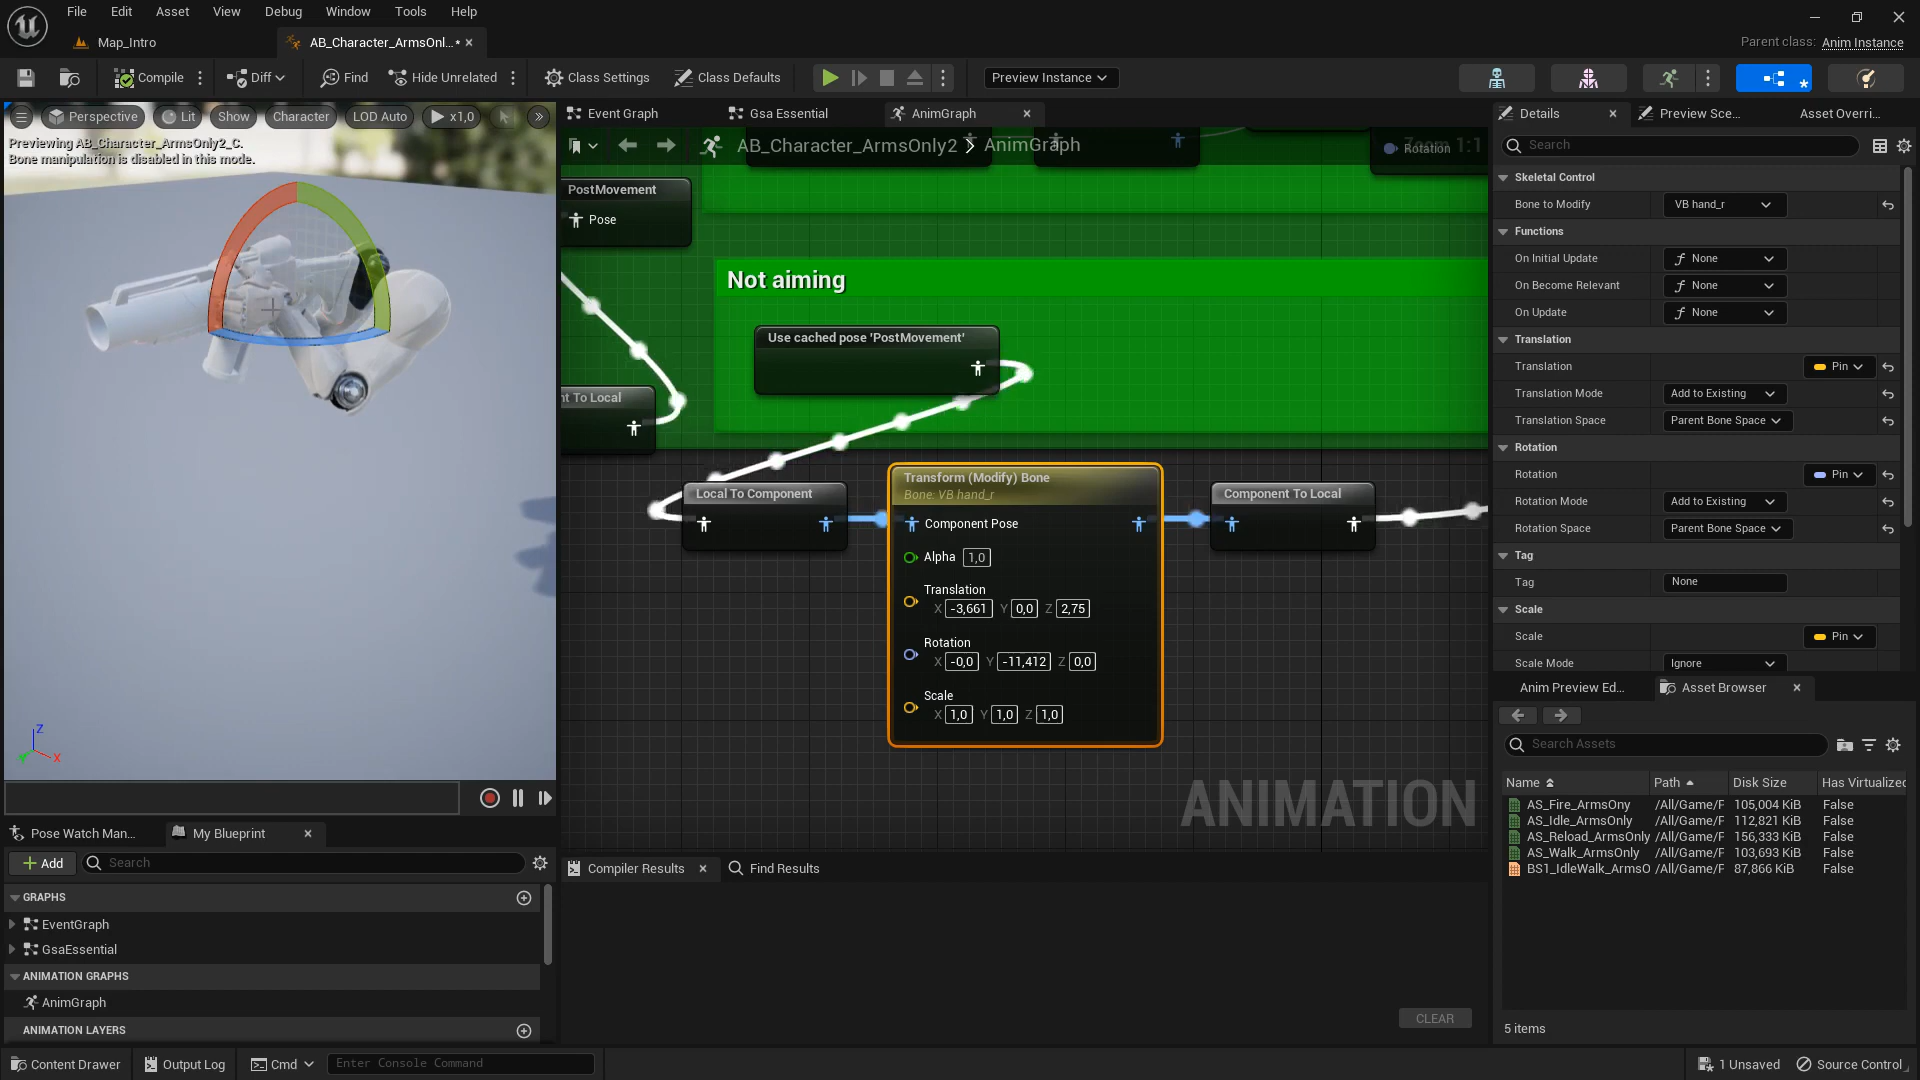 File Edit Asset View Debug Window Tools Help
Map_Intro
AB_Character_ArmsOnl...*
Parent class: Anim Instance
Compile
Diff
Find
Hide Unrelated
Class Settings
Class Defaults
Preview Instance
Perspective
Lit
Show
Character
LOD Auto
x1,0
Previewing AB_Character_ArmsOnly2_C.
Bone manipulation is disabled in this mode.
Z
Y
X
Event Graph
Gsa Essential
AnimGraph
AB_Character_ArmsOnly2 > AnimGraph
Zoom 1:1
Rotation
PostMovement
Pose
Not aiming
Use cached pose 'PostMovement'
nt To Local
Local To Component
Transform (Modify) Bone
Bone: VB hand_r
Component Pose
Alpha 1,0
Translation
X -3,661 Y 0,0 Z 2,75
Rotation
X -0,0 Y -11,412 Z 0,0
Scale
X 1,0 Y 1,0 Z 1,0
Component To Local
ANIMATION
Details
Preview Sce...
Asset Overri...
Search
Skeletal Control
Bone to Modify VB hand_r
Functions
On Initial Update None
On Become Relevant None
On Update None
Translation
Translation Pin
Translation Mode Add to Existing
Translation Space Parent Bone Space
Rotation
Rotation Pin
Rotation Mode Add to Existing
Rotation Space Parent Bone Space
Tag
Tag None
Scale
Scale Pin
Scale Mode Ignore
Anim Preview Ed...
Asset Browser
Search Assets
Name Path Disk Size Has Virtualized
AS_Fire_ArmsOny /All/Game/F 105,004 KiB False
AS_Idle_ArmsOnly /All/Game/F 112,821 KiB False
AS_Reload_ArmsOnly /All/Game/F 156,333 KiB False
AS_Walk_ArmsOnly /All/Game/F 103,693 KiB False
BS1_IdleWalk_ArmsO /All/Game/F 87,866 KiB False
5 items
Pose Watch Man...
My Blueprint
Add
Search
GRAPHS
EventGraph
GsaEssential
ANIMATION GRAPHS
AnimGraph
ANIMATION LAYERS
Compiler Results
Find Results
CLEAR
Content Drawer
Output Log
Cmd
Enter Console Command
1 Unsaved
Source Control